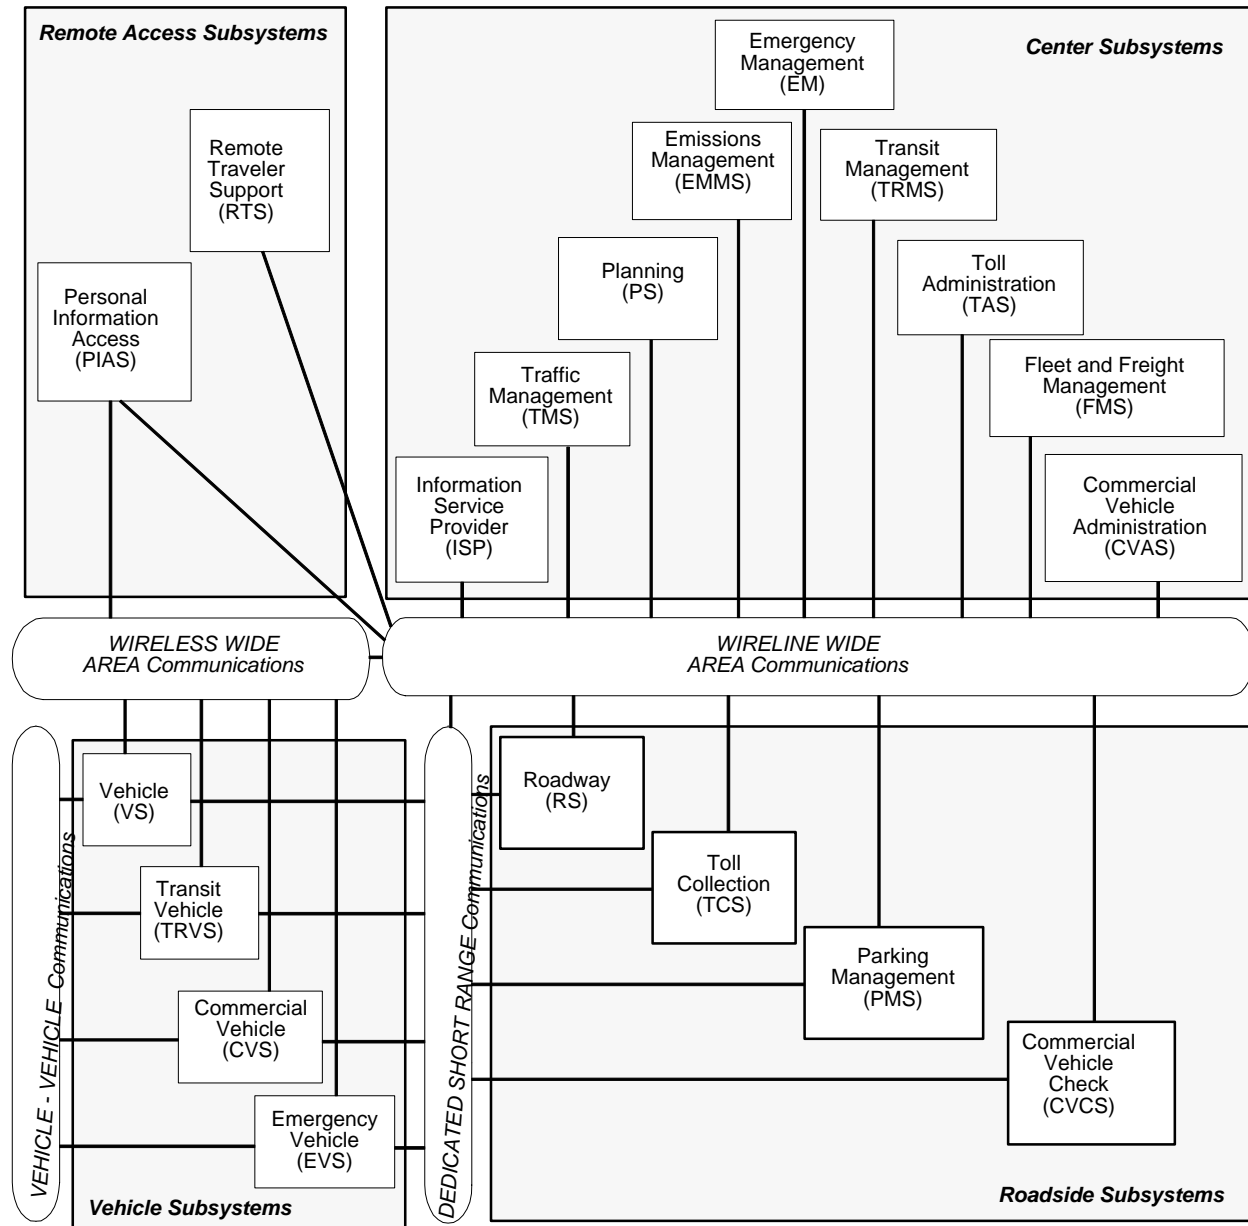 Remote Access Subsystems
Remote
Traveler
Support
(RTS)
Personal
Information
Access
(PIAS)
Center Subsystems
Emergency
Management
(EM)
Emissions
Management
(EMMS)
Transit
Management
(TRMS)
Planning
(PS)
Toll
Administration
(TAS)
Traffic
Management
(TMS)
Fleet and Freight
Management
(FMS)
Information
Service
Provider
(ISP)
Commercial
Vehicle
Administration
(CVAS)
WIRELESS WIDE
AREA Communications
WIRELINE WIDE
AREA Communications
VEHICLE - VEHICLE Communications
Vehicle
(VS)
Transit
Vehicle
(TRVS)
Commercial
Vehicle
(CVS)
Emergency
Vehicle
(EVS)
Vehicle Subsystems
DEDICATED SHORT RANGE Communications
Roadway
(RS)
Toll
Collection
(TCS)
Parking
Management
(PMS)
Commercial
Vehicle
Check
(CVCS)
Roadside Subsystems